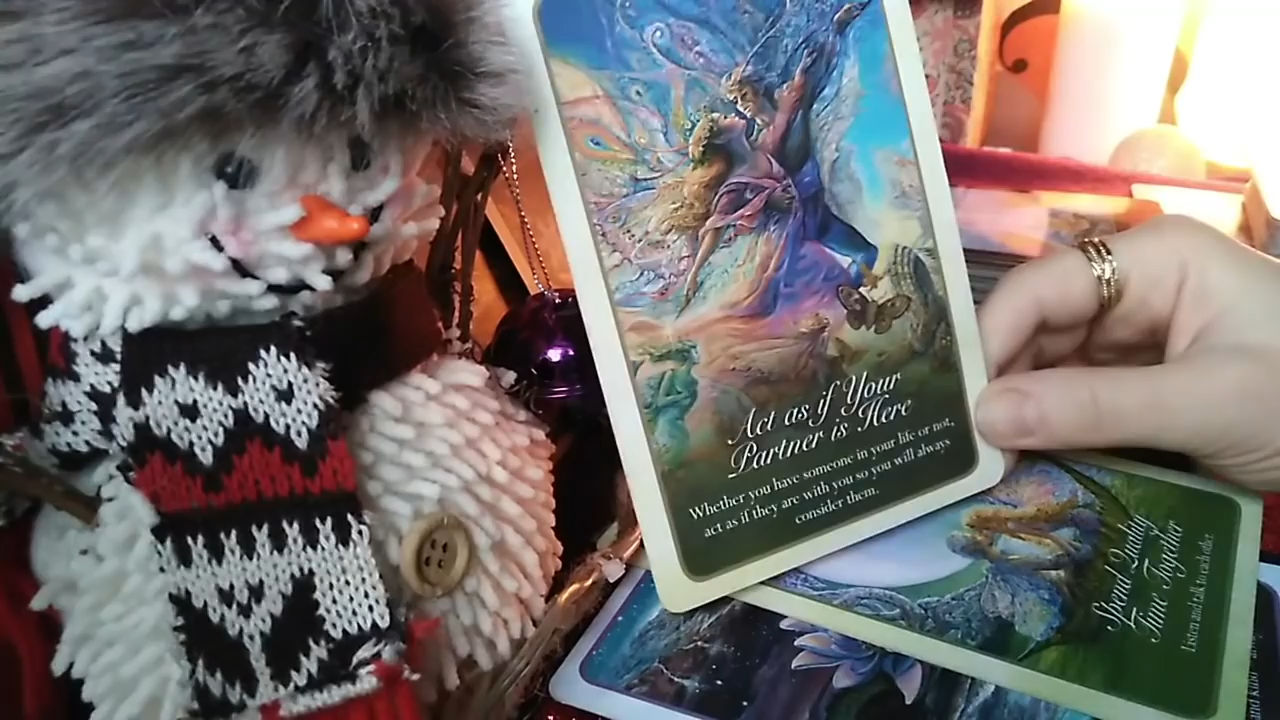 Act as if Your
Partner is Here
Whether you have someone in your life or not,
act as if they are with you so you will always
consider them.
Spend Quality
Time Together
Listen and talk to each other.
and kind